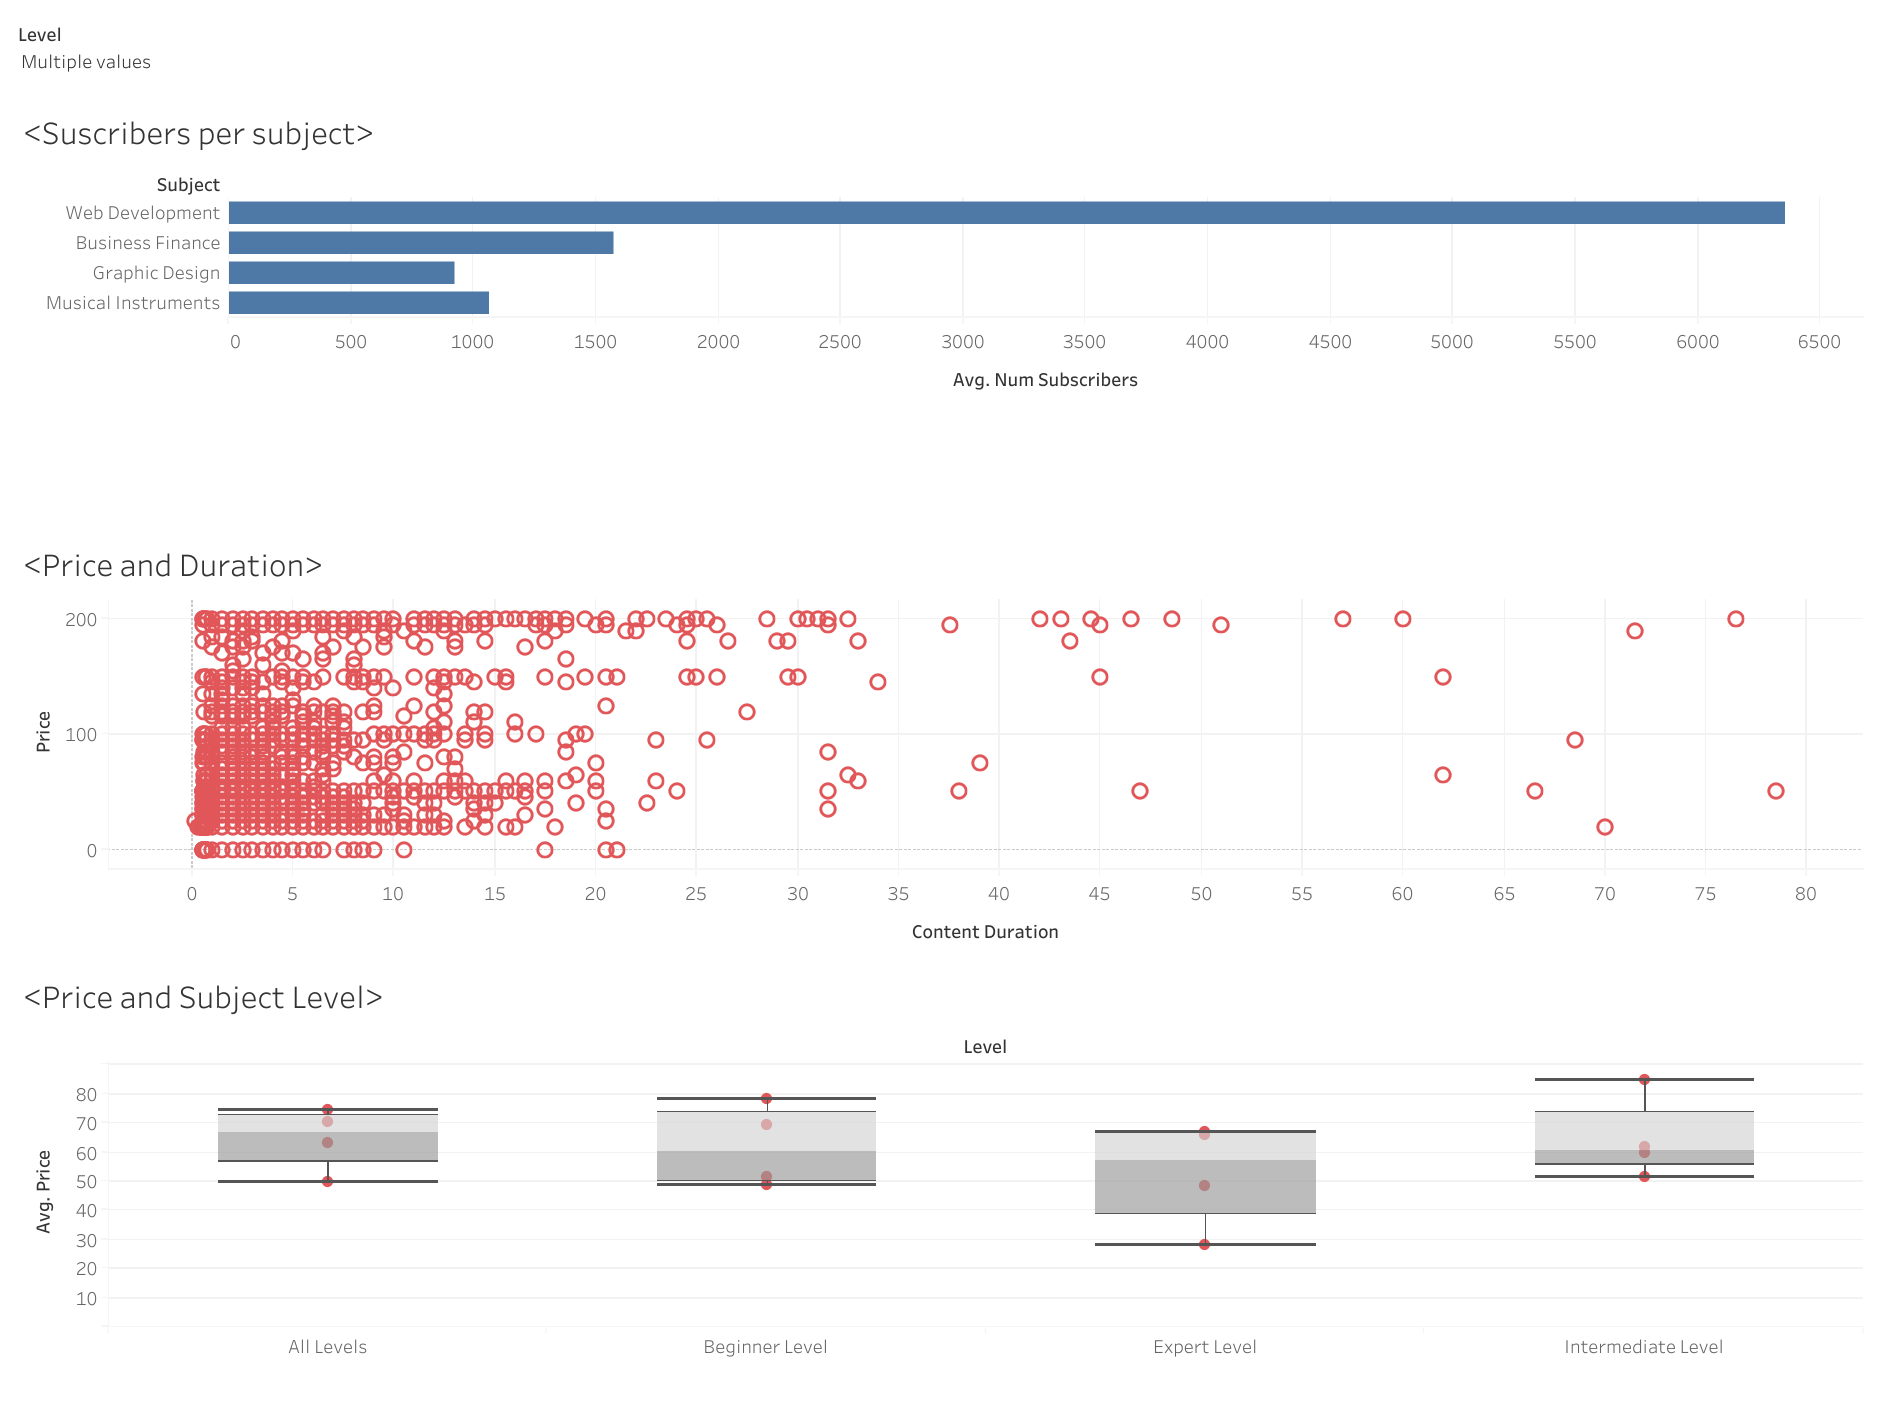 Level
Multiple values
<Suscribers per subject>
Subject
Web Development
Business Finance
Graphic Design
Musical Instruments
0 500 1000 1500 2000 2500 3000 3500 4000 4500 5000 5500 6000 6500
Avg. Num Subscribers
<Price and Duration>
200
100
0
Price
0 5 10 15 20 25 30 35 40 45 50 55 60 65 70 75 80
Content Duration
<Price and Subject Level>
Level
80
70
60
50
40
30
20
10
Avg. Price
All Levels Beginner Level Expert Level Intermediate Level